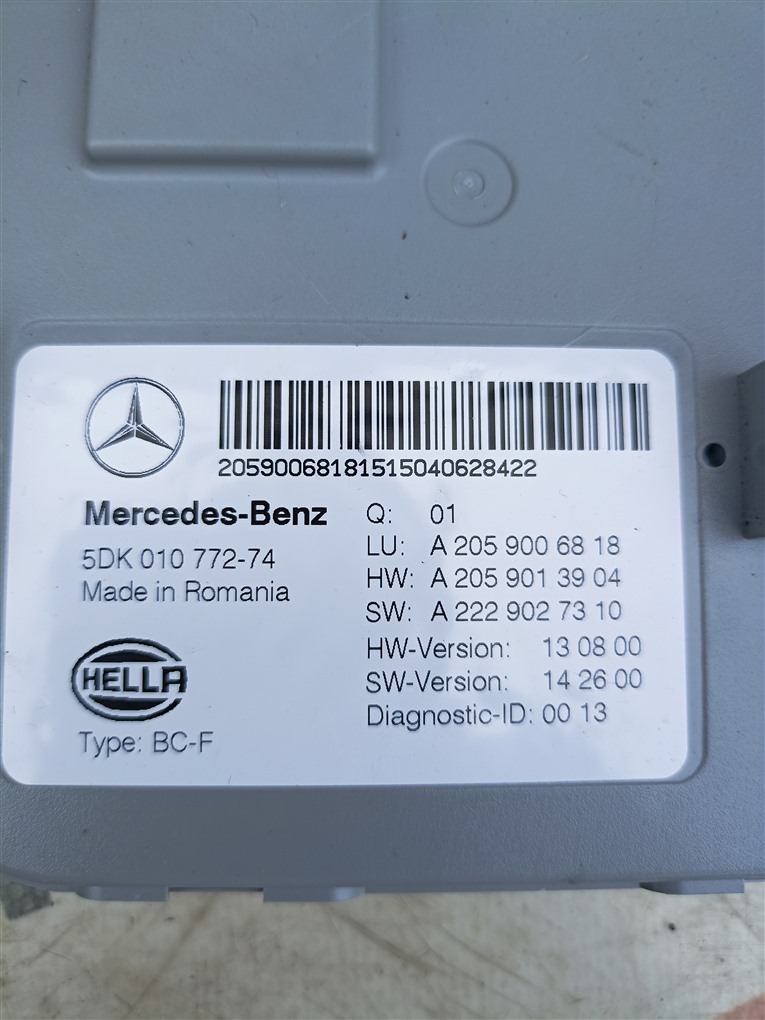 2059006818151504062​8422
Mercedes-Benz
5DK 010 772-74
Made in Romania
HELLA
Type: BC-F
Q: 01
LU: A 205 900 68 18
HW: A 205 901 39 04
SW: A 222 902 73 10
HW-Version: 13 08 00
SW-Version: 14 26 00
Diagnostic-ID: 00 13